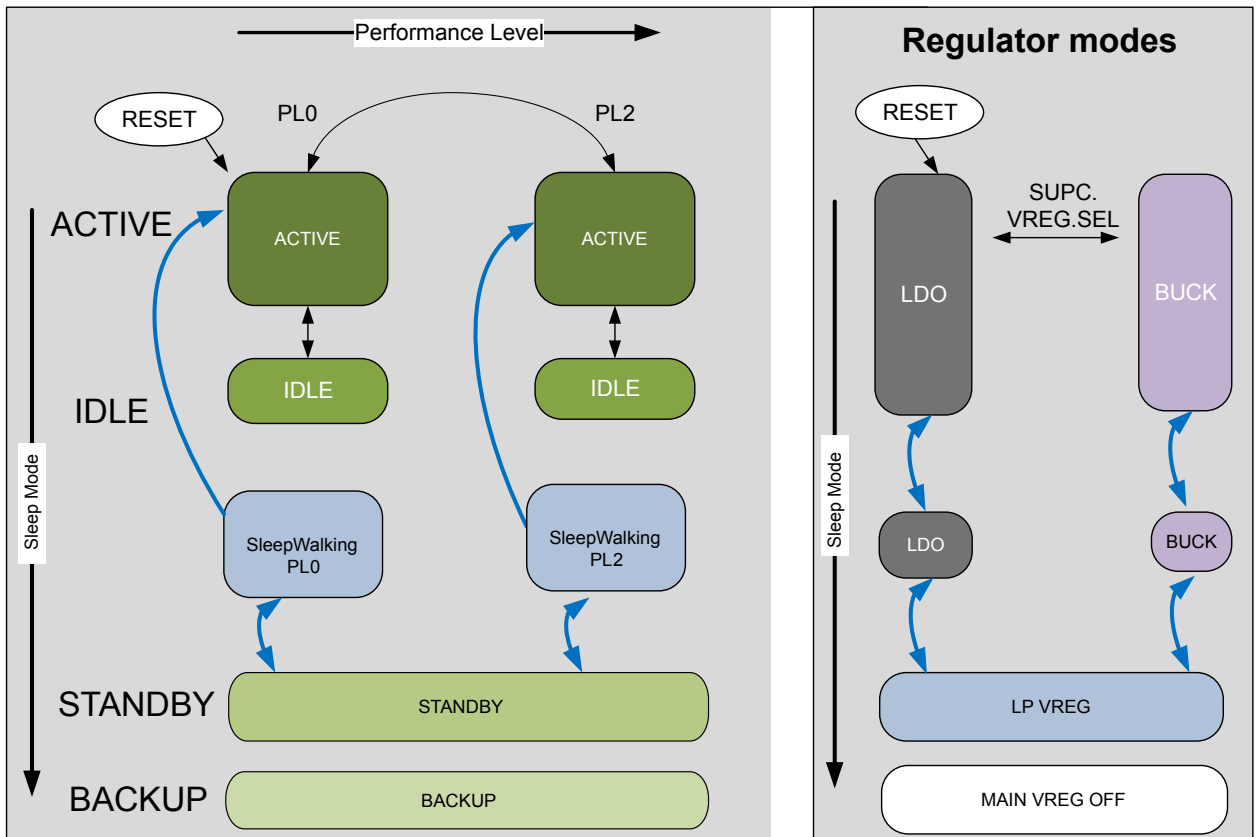 Performance Level
RESET
PL0
PL2
ACTIVE
ACTIVE
ACTIVE
IDLE
IDLE
IDLE
Sleep Mode
SleepWalking
PL0
SleepWalking
PL2
STANDBY
STANDBY
BACKUP
BACKUP
Regulator modes
RESET
SUPC.
VREG.SEL
LDO
BUCK
Sleep Mode
LDO
BUCK
LP VREG
MAIN VREG OFF